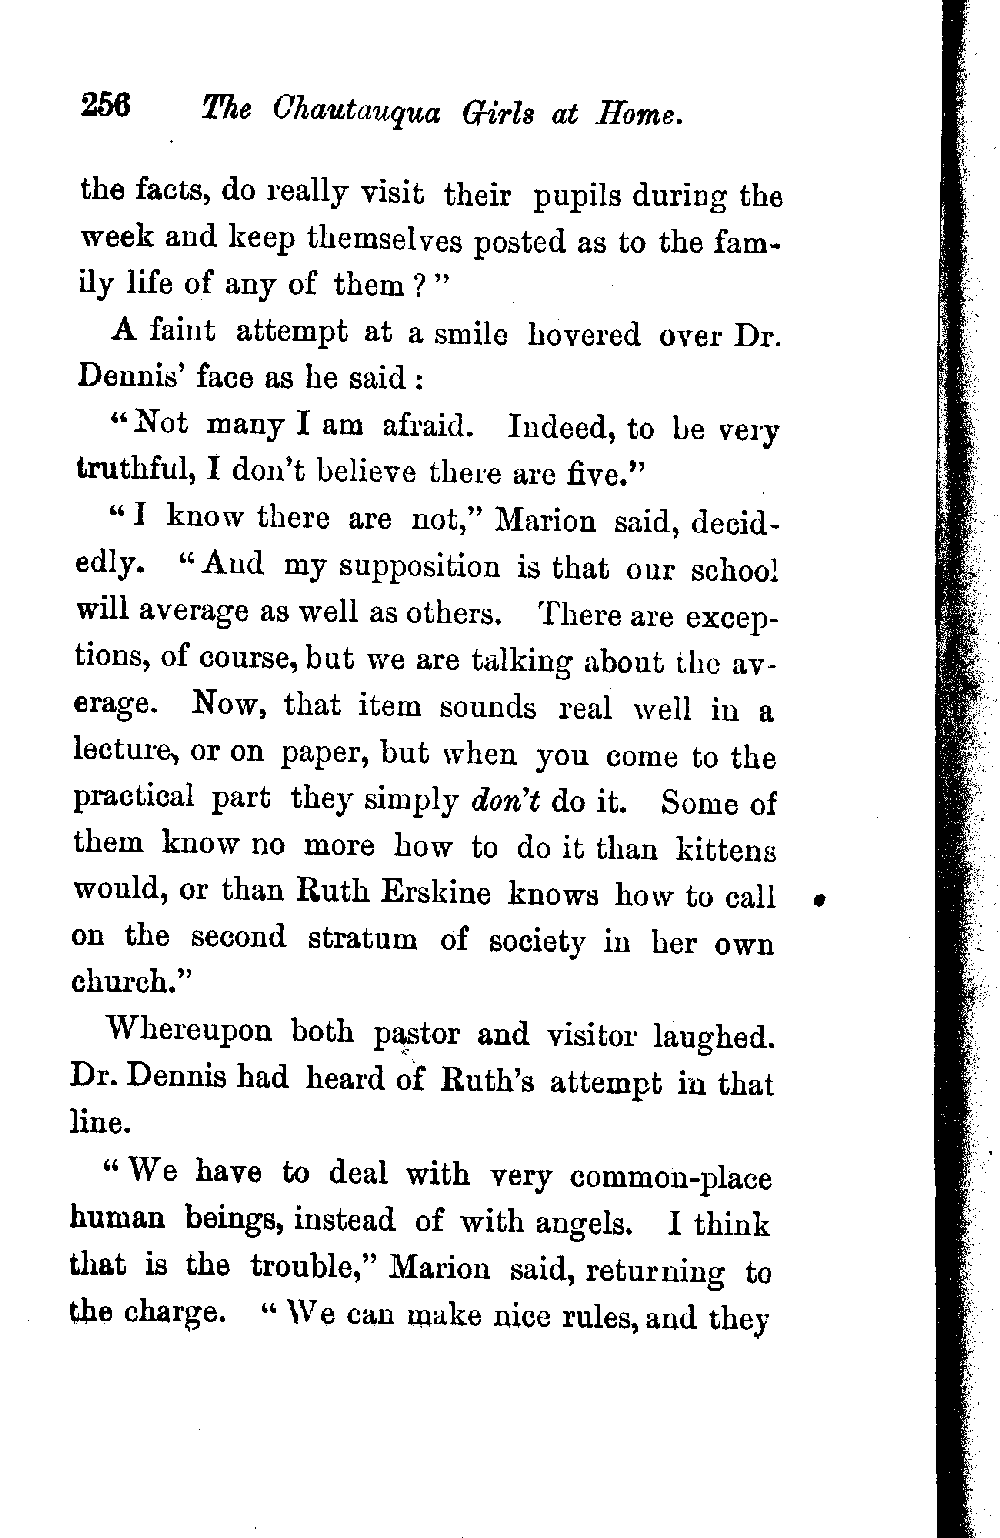 256 The Chautauqua Girls at Home.
the facts, do really visit their pupils during the
week and keep themselves posted as to the fam-
ily life of any of them?”
A faint attempt at a smile hovered over Dr.
Dennis’ face as he said:
“Not many I am afraid. Indeed, to be very
truthful, I don’t believe there are five.”
“I know there are not,” Marion said, decid-
edly. “And my supposition is that our school
will average as well as others. There are excep-
tions, of course, but we are talking about the av-
erage. Now, that item sounds real well in a
lecture, or on paper, but when you come to the
practical part they simply don’t do it. Some of
them know no more how to do it than kittens
would, or than Ruth Erskine knows how to call
on the second stratum of society in her own
church.”
Whereupon both pastor and visitor laughed.
Dr. Dennis had heard of Ruth’s attempt in that
line.
“We have to deal with very common-place
human beings, instead of with angels. I think
that is the trouble,” Marion said, returning to
the charge. “We can make nice rules, and they